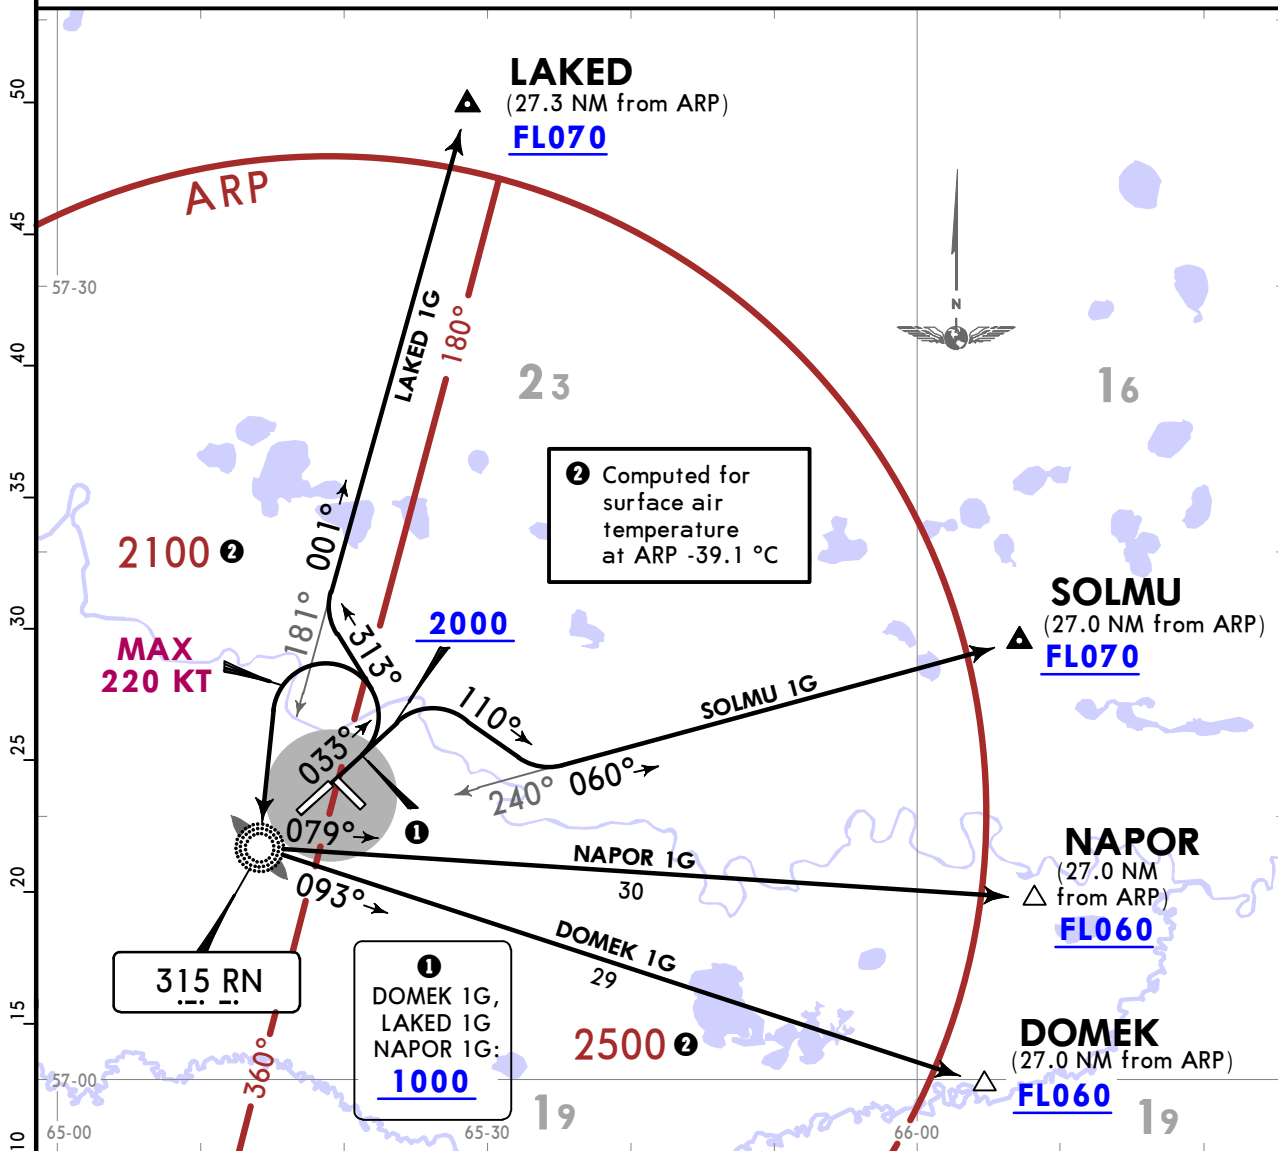 LAKED
(27.3 NM from ARP)
FL070
50
ARP
45
57-30
N
LAKED 1G
180°
40
23
16
❷ Computed for
surface air
temperature
at ARP -39.1 °C
35
001°
2100 ❷
SOLMU
(27.0 NM from ARP)
FL070
30
181°
2000
313°
MAX
220 KT
SOLMU 1G
110°
25
033°
060°
240°
❶
079°
NAPOR
(27.0 NM
from ARP)
FL060
NAPOR 1G
30
20
093°
DOMEK 1G
29
315 RN
❶
DOMEK 1G,
LAKED 1G
NAPOR 1G:
1000
15
2500 ❷
DOMEK
(27.0 NM from ARP)
FL060
360°
57-00
19
19
10
65-00
65-30
66-00